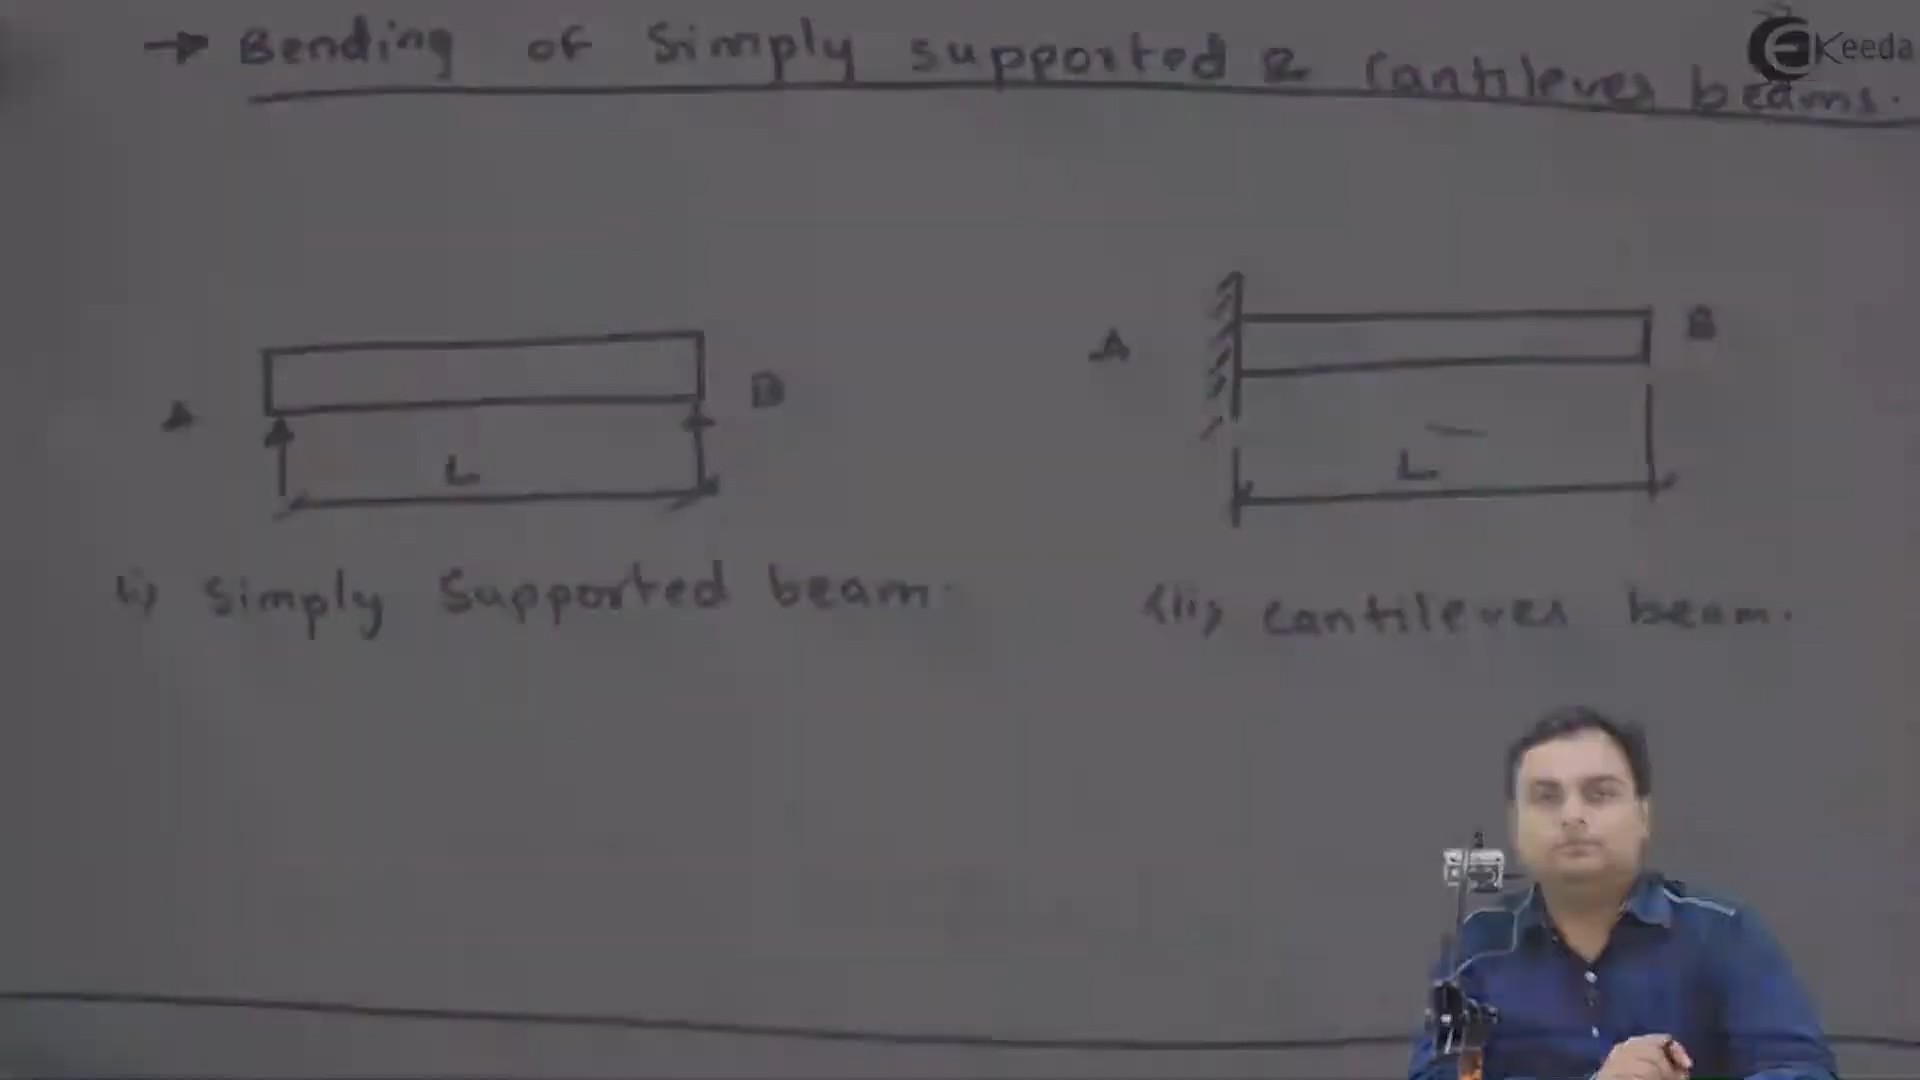 → Bending of Simply supported & Cantilever beams.
Keeda
A B
L
A B
L
(i) Simply Supported beam.
(ii) Cantilever beam.